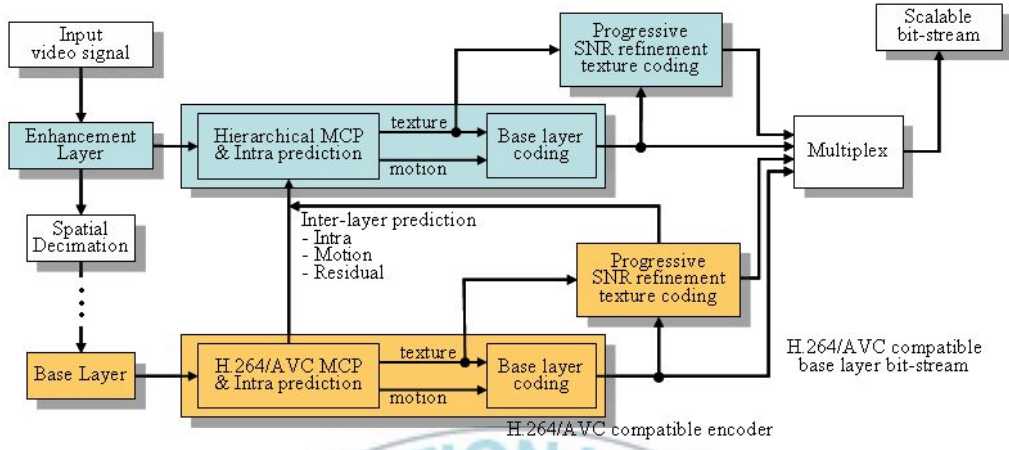 Input
video signal
Enhancement
Layer
Spatial
Decimation
Base Layer
Hierarchical MCP
& Intra prediction
texture
motion
Base layer
coding
Progressive
SNR refinement
texture coding
Scalable
bit-stream
Multiplex
Inter-layer prediction
- Intra
- Motion
- Residual
Progressive
SNR refinement
texture coding
H.264/AVC MCP
& Intra prediction
texture
motion
Base layer
coding
H.264/AVC compatible
base layer bit-stream
H.264/AVC compatible encoder